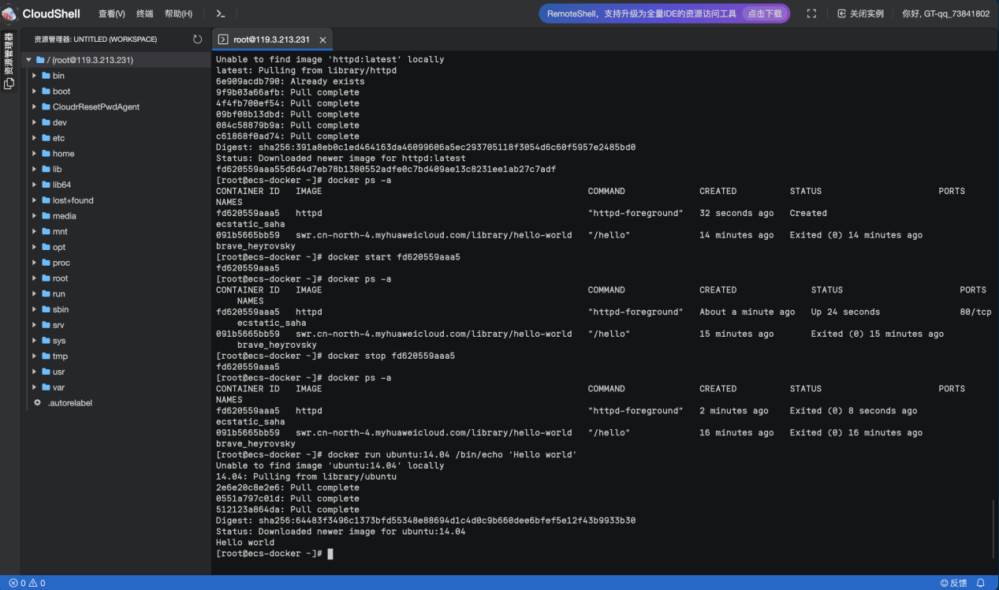 CloudShell 查看(V) 终端 帮助(H) >_ RemoteShell，支持升级为全量IDE的资源访问工具 点击下载 关闭实例 你好, GT-qq_73841802
资源管理器
资源管理器: UNTITLED (WORKSPACE)
/ (root@119.3.213.231)
bin
boot
CloudrResetPwdAgent
dev
etc
home
lib
lib64
lost+found
media
mnt
opt
proc
root
run
sbin
srv
sys
tmp
usr
var
.autorelabel
root@119.3.213.231
Unable to find image 'httpd:latest' locally
latest: Pulling from library/httpd
6e909acdb790: Already exists
9f9b03a66afb: Pull complete
4f4fb700ef54: Pull complete
09bf08b13dbd: Pull complete
084c58879b9a: Pull complete
c61868f0ad74: Pull complete
Digest: sha256:391a8eb0c1ed464163da46099606a5ec293705118f3054d6c60f5957e2485bd0
Status: Downloaded newer image for httpd:latest
fd620559aaa55d6d4d7eb78b1380552adfe0c7bd409ae13c8231ee1ab27c7adf
[root@ecs-docker ~]# docker ps -a
CONTAINER ID   IMAGE                                                  COMMAND              CREATED          STATUS                      PORTS
NAMES
fd620559aaa5   httpd                                                  "httpd-foreground"   32 seconds ago   Created
ecstatic_saha
091b5665bb59   swr.cn-north-4.myhuaweicloud.com/library/hello-world   "/hello"             14 minutes ago   Exited (0) 14 minutes ago
brave_heyrovsky
[root@ecs-docker ~]# docker start fd620559aaa5
fd620559aaa5
[root@ecs-docker ~]# docker ps -a
CONTAINER ID   IMAGE                                                  COMMAND              CREATED              STATUS                      PORTS
NAMES
fd620559aaa5   httpd                                                  "httpd-foreground"   About a minute ago   Up 24 seconds               80/tcp
ecstatic_saha
091b5665bb59   swr.cn-north-4.myhuaweicloud.com/library/hello-world   "/hello"             15 minutes ago       Exited (0) 15 minutes ago
brave_heyrovsky
[root@ecs-docker ~]# docker stop fd620559aaa5
fd620559aaa5
[root@ecs-docker ~]# docker ps -a
CONTAINER ID   IMAGE                                                  COMMAND              CREATED          STATUS                      PORTS
NAMES
fd620559aaa5   httpd                                                  "httpd-foreground"   2 minutes ago    Exited (0) 8 seconds ago
ecstatic_saha
091b5665bb59   swr.cn-north-4.myhuaweicloud.com/library/hello-world   "/hello"             16 minutes ago   Exited (0) 16 minutes ago
brave_heyrovsky
[root@ecs-docker ~]# docker run ubuntu:14.04 /bin/echo 'Hello world'
Unable to find image 'ubuntu:14.04' locally
14.04: Pulling from library/ubuntu
2e6e20c8e2e6: Pull complete
0551a797c01d: Pull complete
512123a864da: Pull complete
Digest: sha256:64483f3496c1373bfd55348e88694d1c4d0c9b660dee6bfef5e12f43b9933b30
Status: Downloaded newer image for ubuntu:14.04
Hello world
[root@ecs-docker ~]#
0 0 反馈